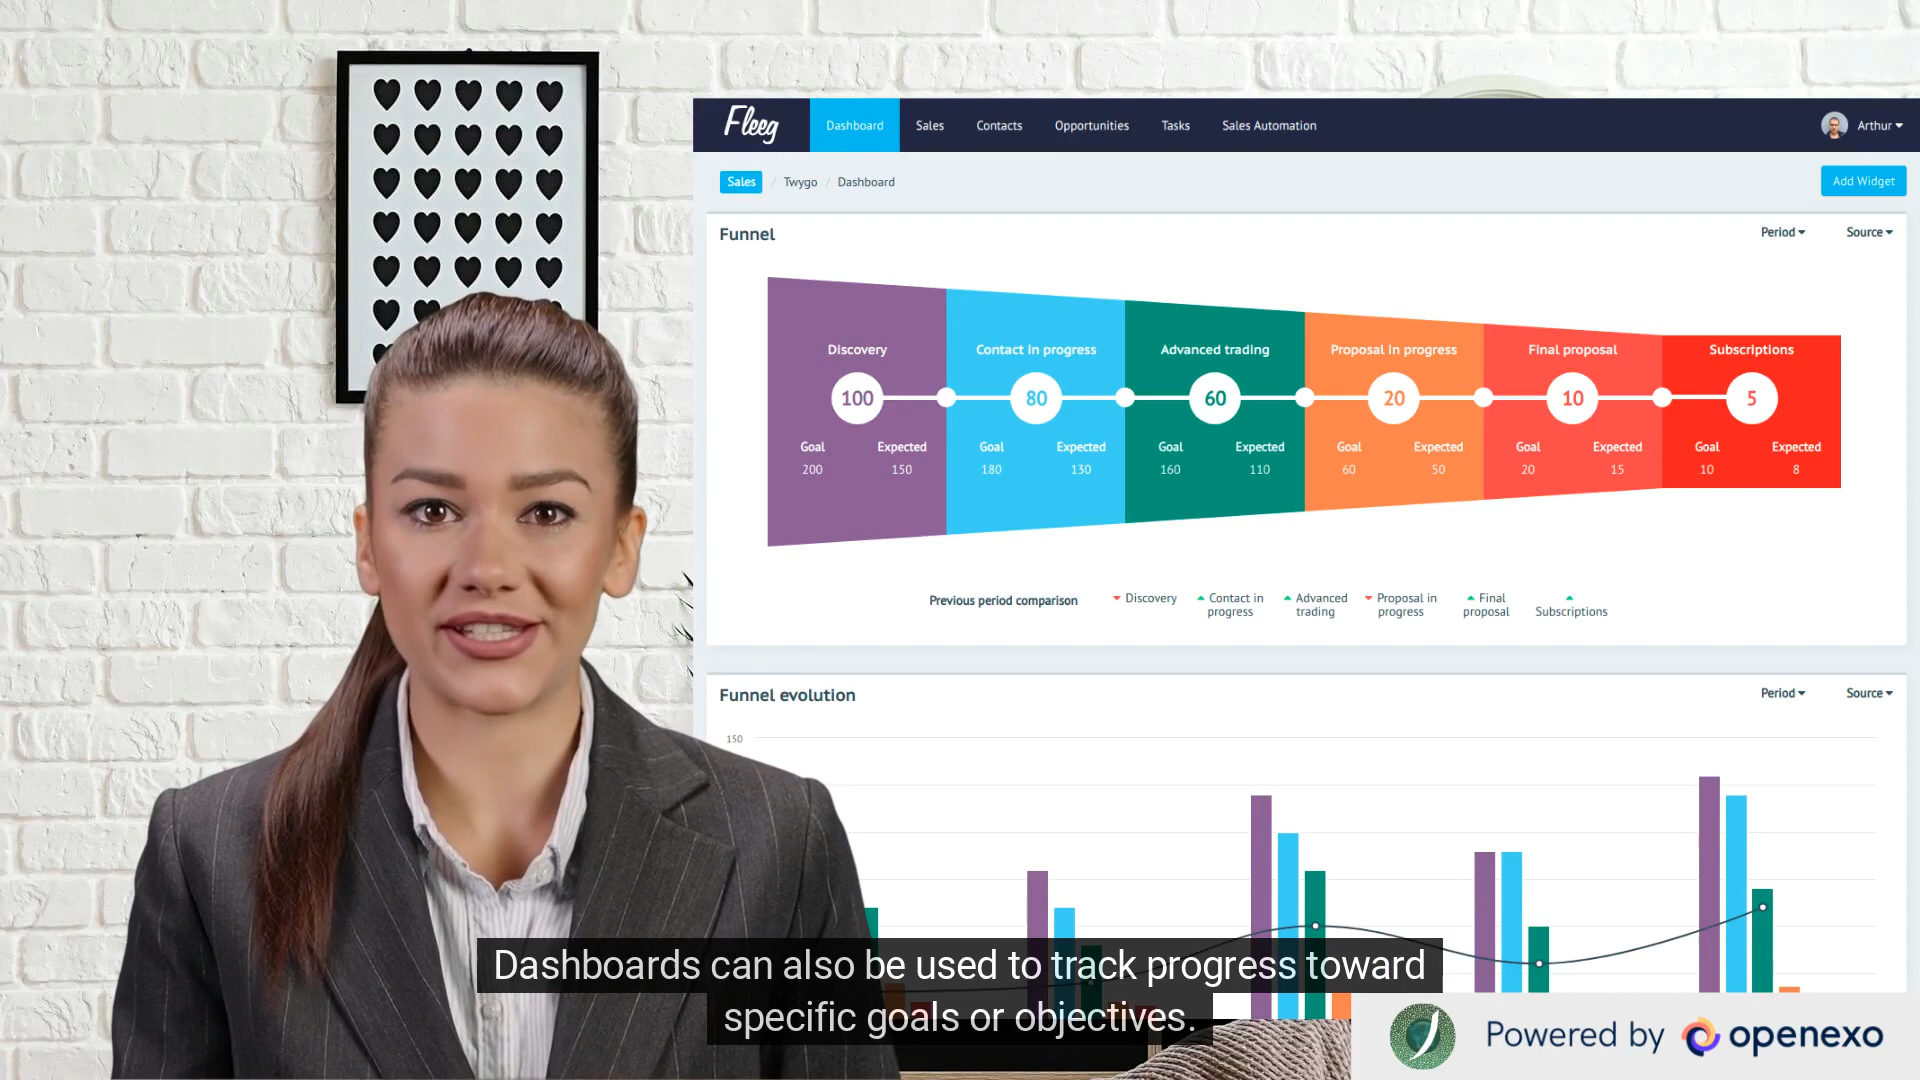 Fleeg
Dashboard Sales Contacts Opportunities Tasks Sales Automation Arthur
Sales / Twygo / Dashboard Add Widget
Funnel Period Source
Discovery Contact in progress Advanced trading Proposal in progress Final proposal Subscriptions
100 80 60 20 10 5
Goal Expected Goal Expected Goal Expected Goal Expected Goal Expected Goal Expected
200 150 180 130 160 110 60 50 20 15 10 8
Previous period comparison Discovery Contact in Advanced Proposal in Final
progress trading progress proposal Subscriptions
Funnel evolution Period Source
150
Dashboards can also be used to track progress toward
specific goals or objectives.
Powered by openexo